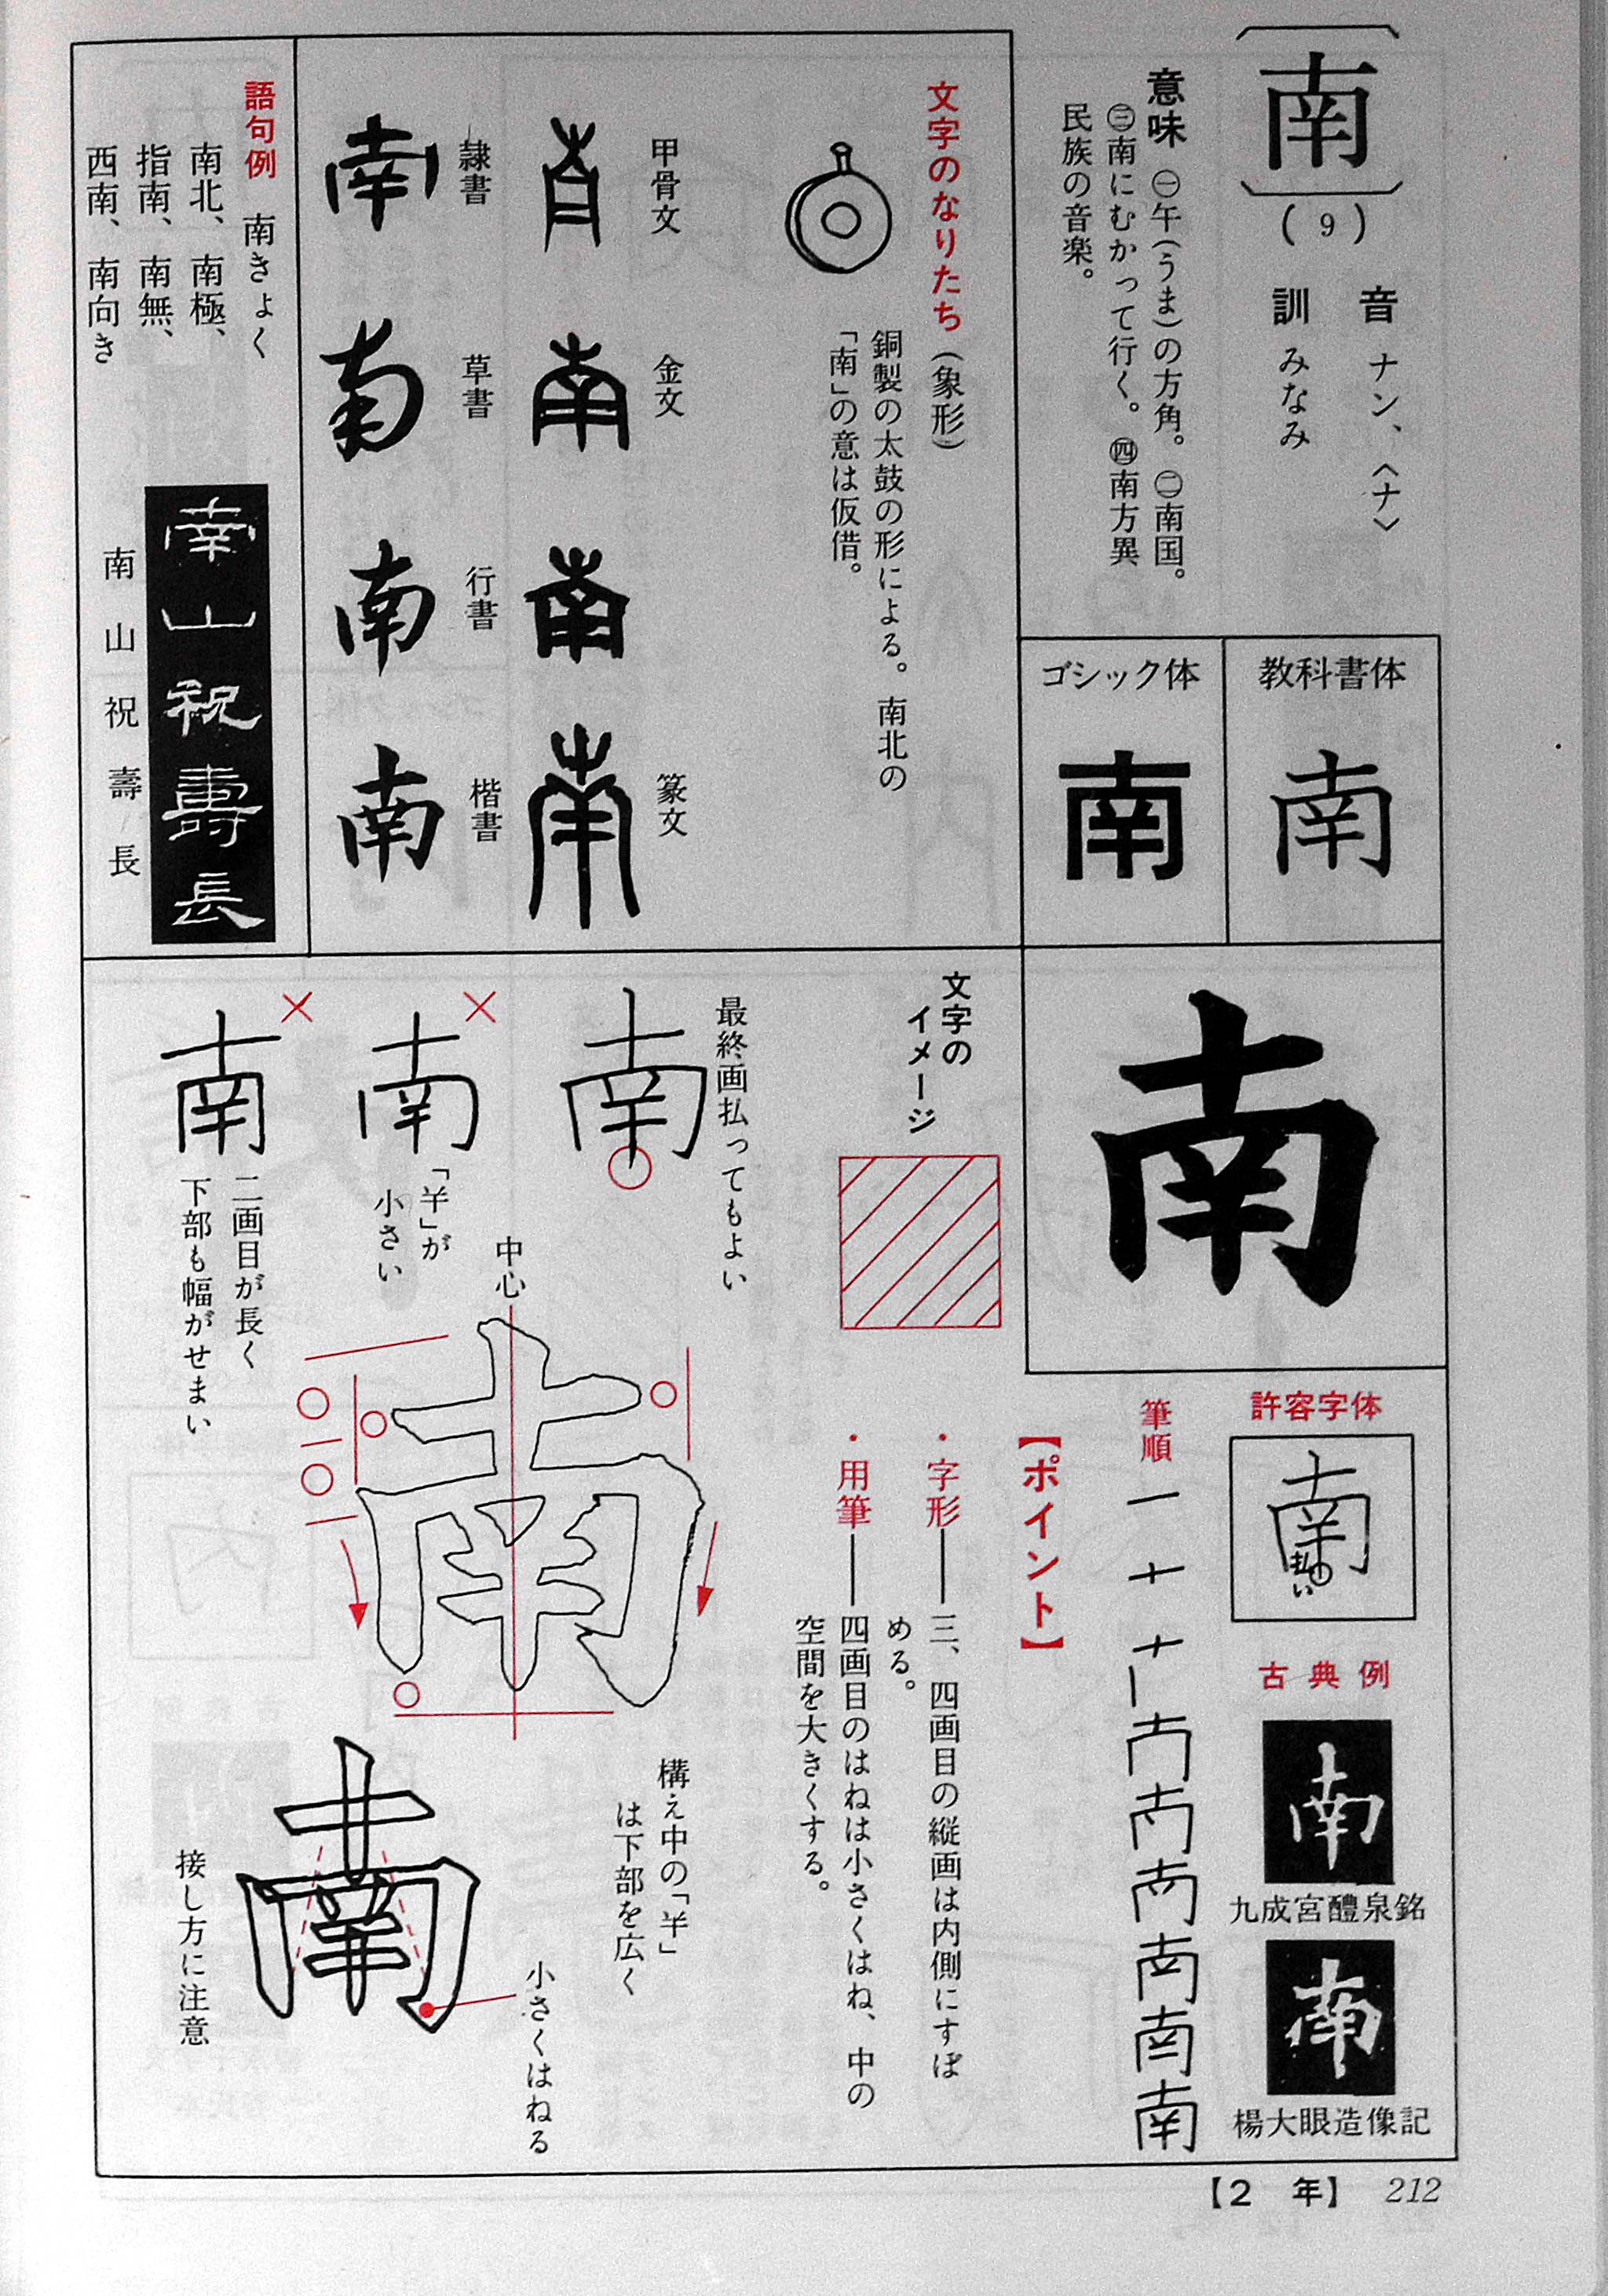 南
(9)
音 ナン、〈ナ〉
訓 みなみ
意味 ㊀午(うま)の方角。㊁南国。
㊂南にむかって行く。㊃南方異
民族の音楽。
教科書体
南
ゴシック体
南
南
許容字体
南
払い
古典例
南
九成宮醴泉銘
南
楊大眼造像記
筆順
南
【ポイント】
・字形――三、四画目の縦画は内側にすぼ
める。
・用筆――四画目のはねは小さくはね、中の
空間を大きくする。
文字のなりたち(象形)
銅製の太鼓の形による。南北の
「南」の意は仮借。
甲骨文
金文
篆文
隷書
南
草書
南
行書
南
楷書
南
語句例 南きょく
南北、南極、
指南、南無、
西南、南向き
南山祝壽長
南山祝壽長
文字の
イメージ
最終画払ってもよい
南
「𢆉」が
小さい
南
二画目が長く
下部も幅がせまい
南
中心
南
構え中の「𢆉」
は下部を広く
小さくはねる
南
接し方に注意
【2 年】 212